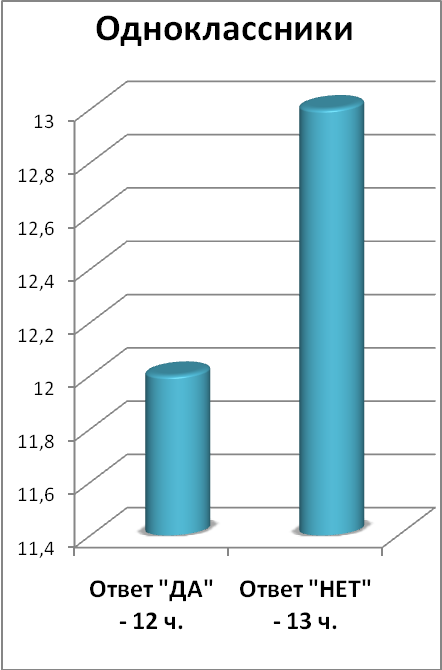 Одноклассники
13
12,8
12,6
12,4
12,2
12
11,8
11,6
11,4
Ответ "ДА"
- 12 ч.
Ответ "НЕТ"
- 13 ч.